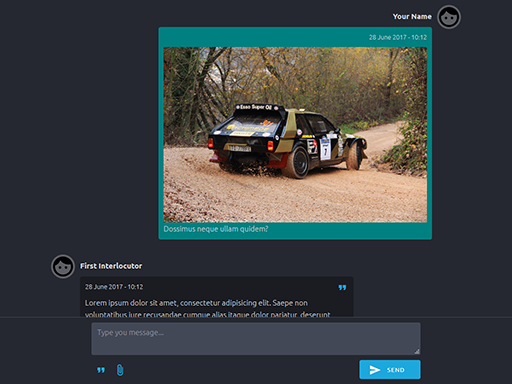 Your Name
28 June 2017 - 10:12
Esso Super Oil
7
Dossimus neque ullam quidem?
First Interlocutor
28 June 2017 - 10:12
Lorem ipsum dolor sit amet, consectetur adipisicing elit. Saepe non
voluptatibus iure recusandae cumque alias itaque dolor pariatur, deserunt
Type you message...
SEND